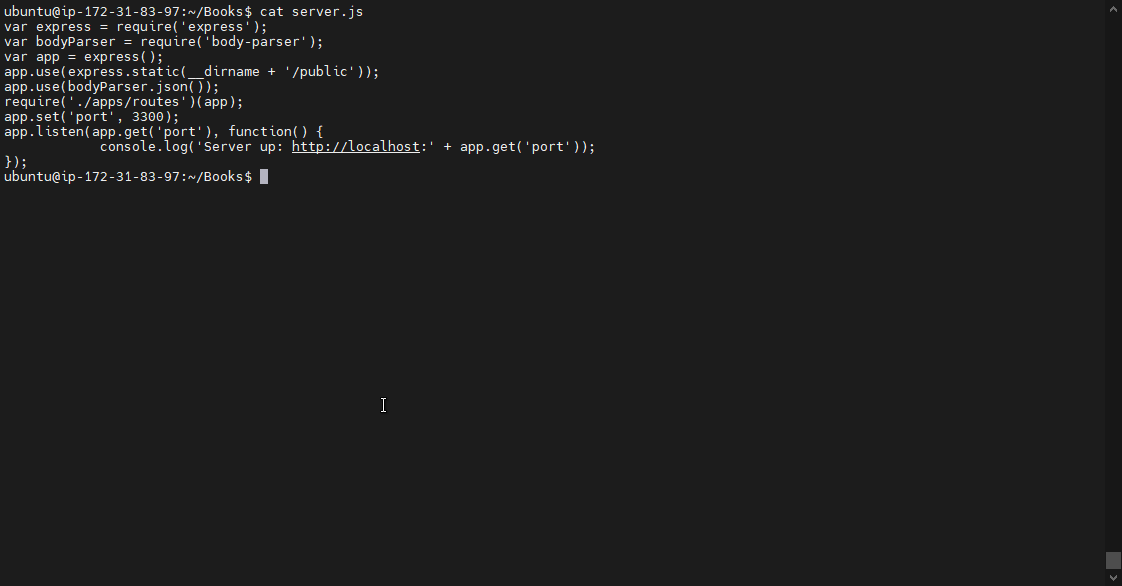 ubuntu@ip-172-31-83-97:~/Books$ cat server.js
var express = require('express');
var bodyParser = require('body-parser');
var app = express();
app.use(express.static(__dirname + '/public'));
app.use(bodyParser.json());
require('./apps/routes')(app);
app.set('port', 3300);
app.listen(app.get('port'), function() {
            console.log('Server up: http://localhost:' + app.get('port'));
});
ubuntu@ip-172-31-83-97:~/Books$